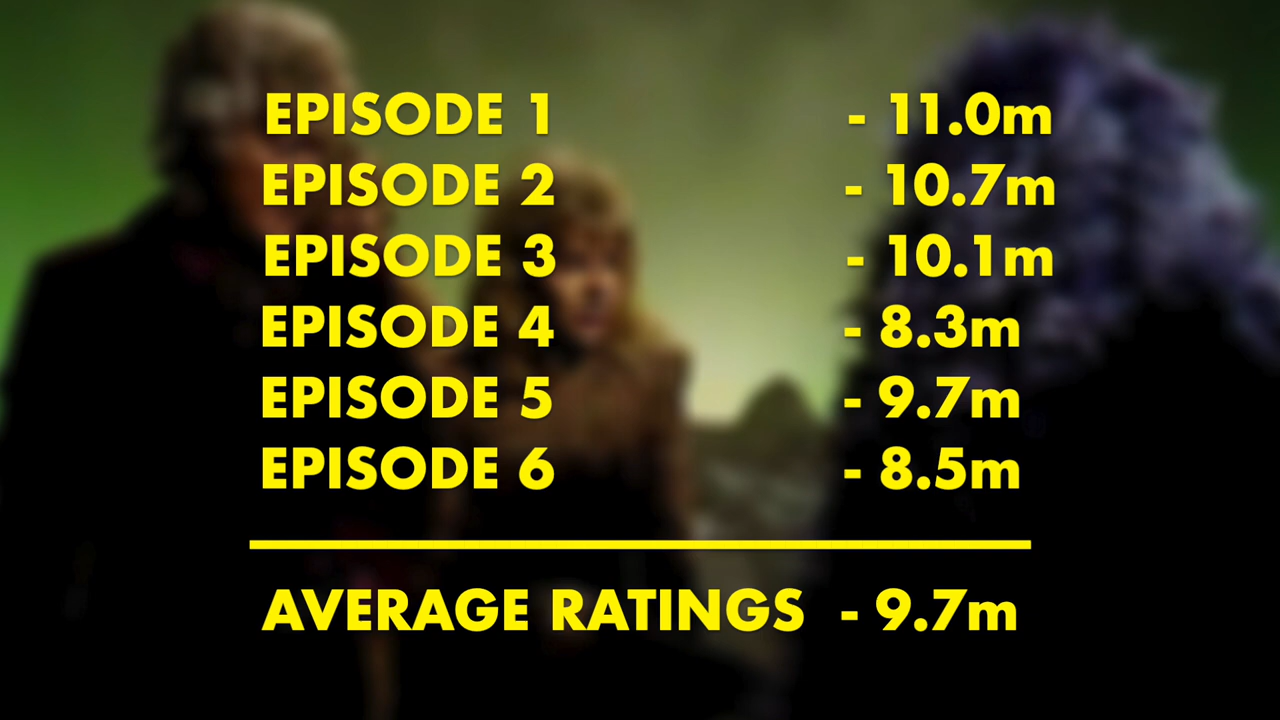 EPISODE 1 - 11.0m
EPISODE 2 - 10.7m
EPISODE 3 - 10.1m
EPISODE 4 - 8.3m
EPISODE 5 - 9.7m
EPISODE 6 - 8.5m
AVERAGE RATINGS - 9.7m